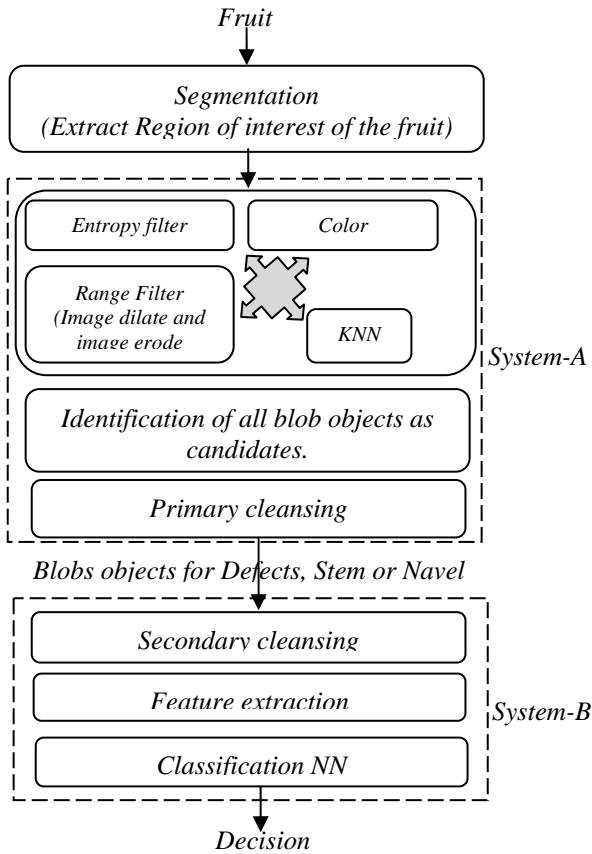 Fruit
Segmentation
(Extract Region of interest of the fruit)
Entropy filter
Color
Range Filter
(Image dilate and
image erode
KNN
System-A
Identification of all blob objects as
candidates.
Primary cleansing
Blobs objects for Defects, Stem or Navel
Secondary cleansing
Feature extraction
System-B
Classification NN
Decision